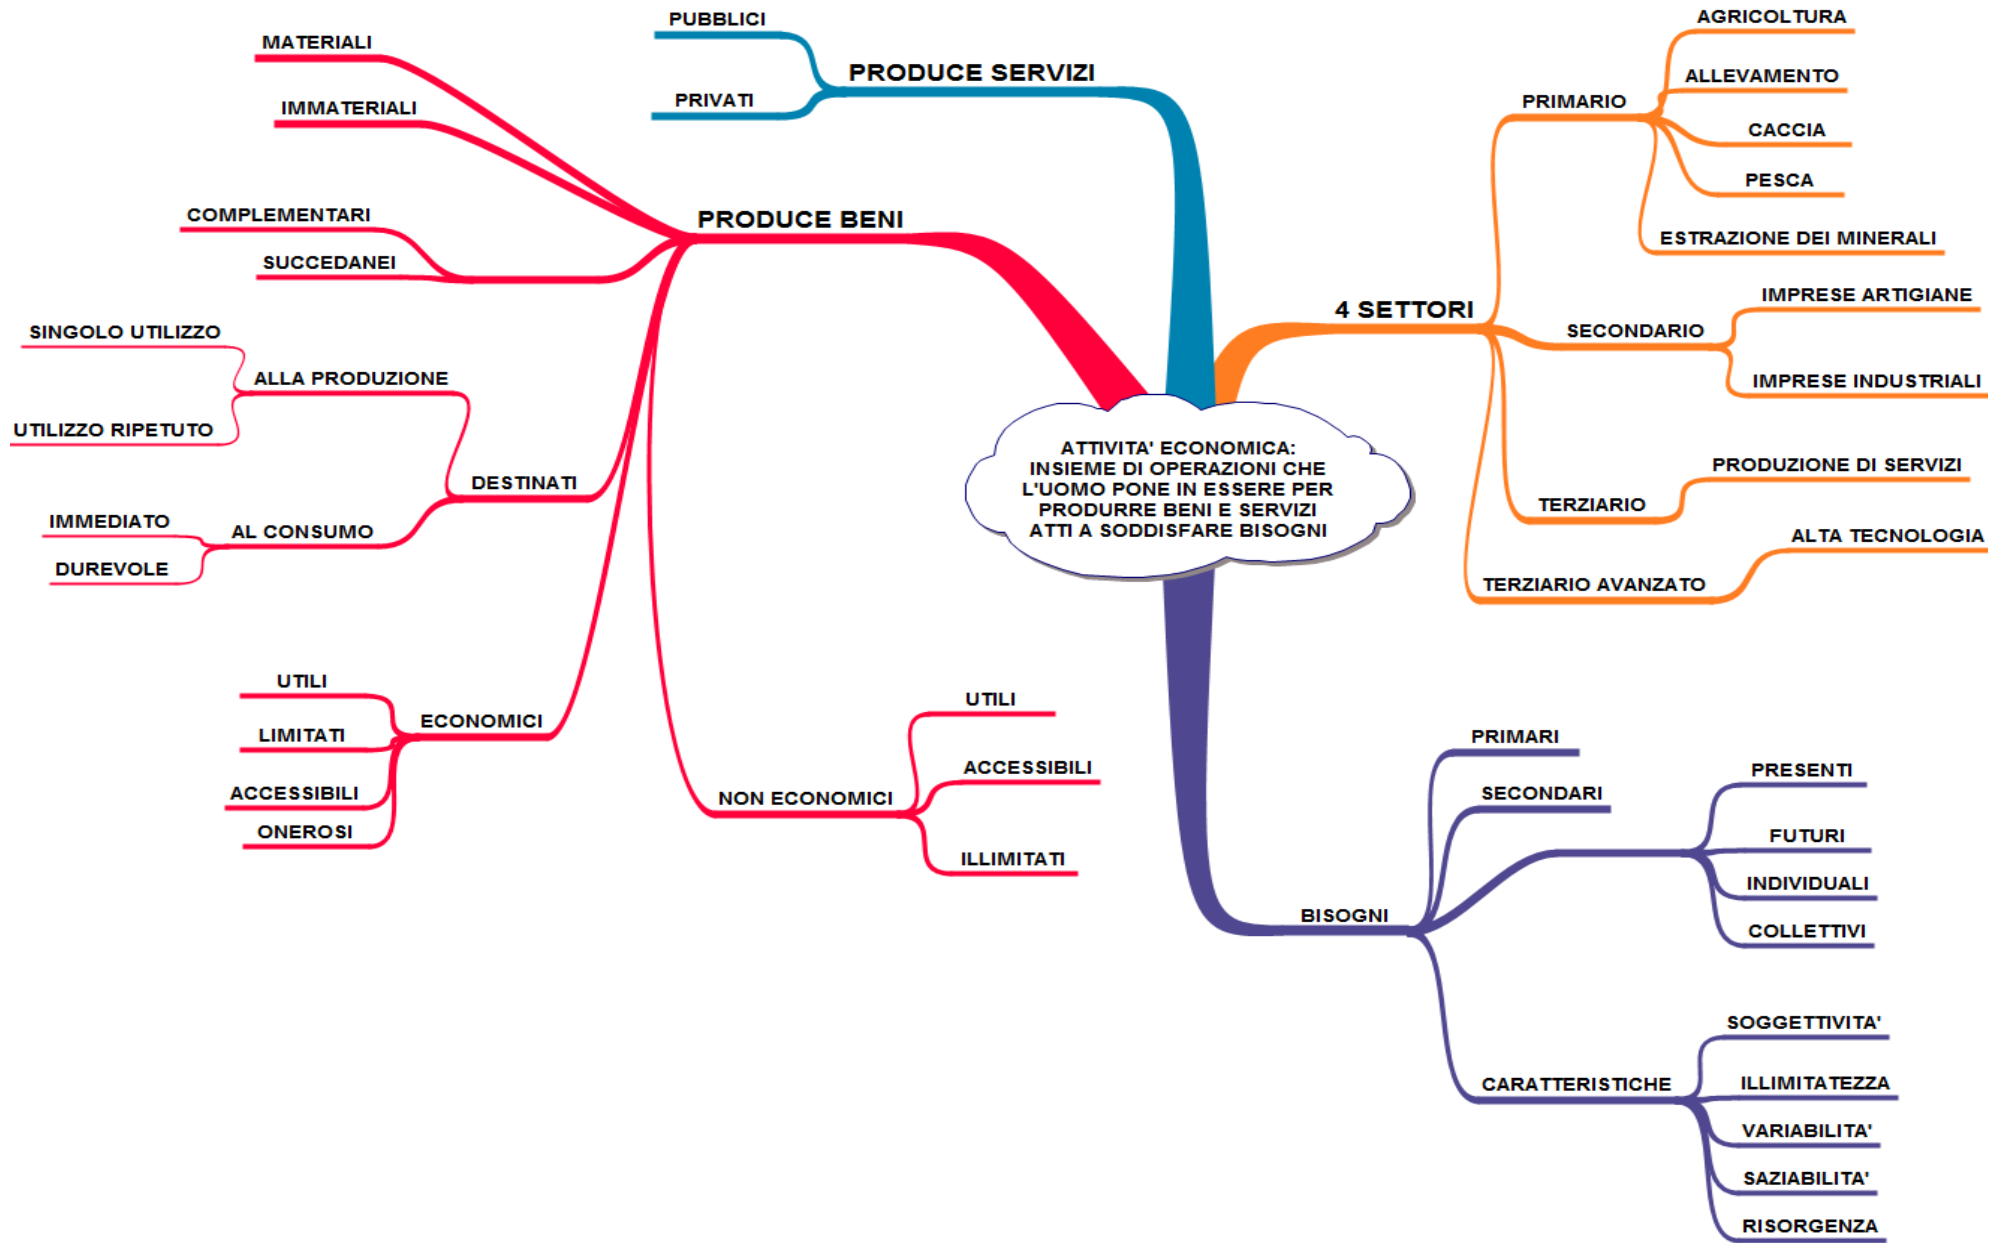 PUBBLICI
PRIVATI
PRODUCE SERVIZI
MATERIALI
IMMATERIALI
COMPLEMENTARI
SUCCEDANEI
PRODUCE BENI
SINGOLO UTILIZZO
ALLA PRODUZIONE
UTILIZZO RIPETUTO
DESTINATI
IMMEDIATO
AL CONSUMO
DUREVOLE
UTILI
LIMITATI
ECONOMICI
ACCESSIBILI
ONEROSI
UTILI
ACCESSIBILI
NON ECONOMICI
ILLIMITATI
ATTIVITA' ECONOMICA:
INSIEME DI OPERAZIONI CHE
L'UOMO PONE IN ESSERE PER
PRODURRE BENI E SERVIZI
ATTI A SODDISFARE BISOGNI
4 SETTORI
PRIMARIO
AGRICOLTURA
ALLEVAMENTO
CACCIA
PESCA
ESTRAZIONE DEI MINERALI
SECONDARIO
IMPRESE ARTIGIANE
IMPRESE INDUSTRIALI
TERZIARIO
PRODUZIONE DI SERVIZI
TERZIARIO AVANZATO
ALTA TECNOLOGIA
BISOGNI
PRIMARI
SECONDARI
PRESENTI
FUTURI
INDIVIDUALI
COLLETTIVI
CARATTERISTICHE
SOGGETTIVITA'
ILLIMITATEZZA
VARIABILITA'
SAZIABILITA'
RISORGENZA